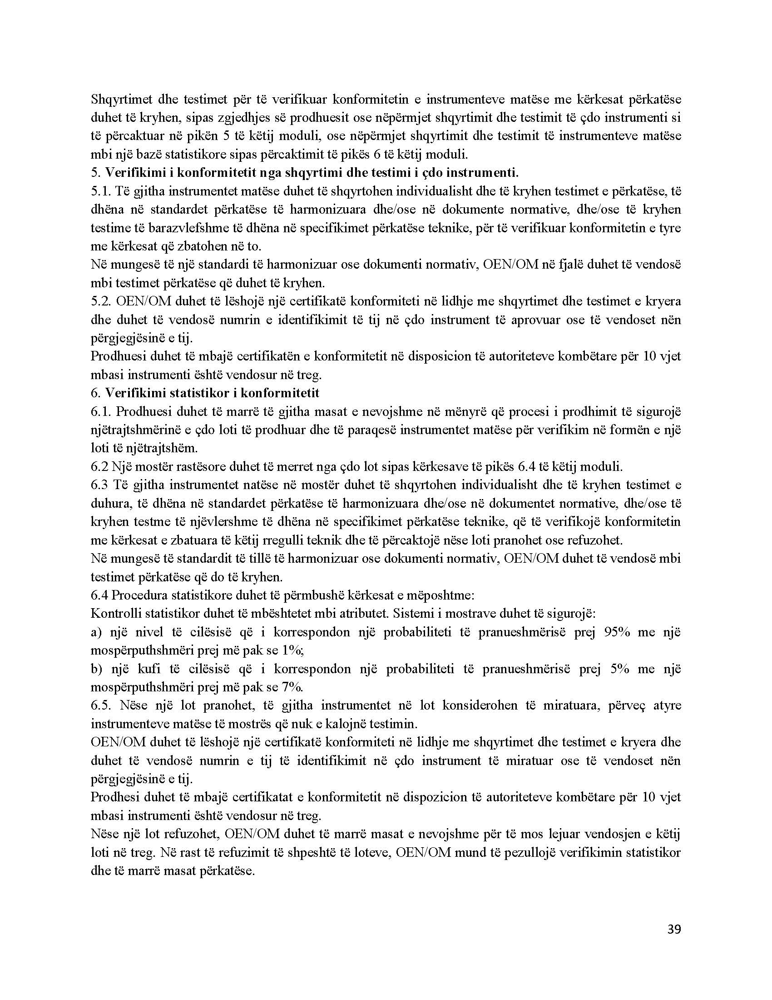 Shqyrtimet dhe testimet për të verifikuar konformitetin e instrumenteve matëse me kërkesat përkatëse
duhet të kryhen, sipas zgjedhjes së prodhuesit ose nëpërmjet shqyrtimit dhe testimit të çdo instrumenti si
të përcaktuar në pikën 5 të këtij moduli, ose nëpërmjet shqyrtimit dhe testimit të instrumenteve matëse
mbi një bazë statistikore sipas përcaktimit të pikës 6 të këtij moduli.
5. Verifikimi i konformitetit nga shqyrtimi dhe testimi i çdo instrumenti.
5.1. Të gjitha instrumentet matëse duhet të shqyrtohen individualisht dhe të kryhen testimet e përkatëse, të
dhëna në standardet përkatëse të harmonizuara dhe/ose në dokumente normative, dhe/ose të kryhen
testime të barazvlefshme të dhëna në specifikimet përkatëse teknike, për të verifikuar konformitetin e tyre
me kërkesat që zbatohen në to.
Në mungesë të një standardi të harmonizuar ose dokumenti normativ, OEN/OM në fjalë duhet të vendosë
mbi testimet përkatëse që duhet të kryhen.
5.2. OEN/OM duhet të lëshojë një certifikatë konformiteti në lidhje me shqyrtimet dhe testimet e kryera
dhe duhet të vendosë numrin e identifikimit të tij në çdo instrument të aprovuar ose të vendoset nën
përgjegjësinë e tij.
Prodhuesi duhet të mbajë certifikatën e konformitetit në disposicion të autoriteteve kombëtare për 10 vjet
mbasi instrumenti është vendosur në treg.
6. Verifikimi statistikor i konformitetit
6.1. Prodhuesi duhet të marrë të gjitha masat e nevojshme në mënyrë që procesi i prodhimit të sigurojë
njëtrajtshmërinë e çdo loti të prodhuar dhe të paraqesë instrumentet matëse për verifikim në formën e një
loti të njëtrajtshëm.
6.2 Një mostër rastësore duhet të merret nga çdo lot sipas kërkesave të pikës 6.4 të këtij moduli.
6.3 Të gjitha instrumentet natëse në mostër duhet të shqyrtohen individualisht dhe të kryhen testimet e
duhura, të dhëna në standardet përkatëse të harmonizuara dhe/ose në dokumentet normative, dhe/ose të
kryhen testme të njëvlershme të dhëna në specifikimet përkatëse teknike, që të verifikojë konformitetin
me kërkesat e zbatuara të këtij rregulli teknik dhe të përcaktojë nëse loti pranohet ose refuzohet.
Në mungesë të standardit të tillë të harmonizuar ose dokumenti normativ, OEN/OM duhet të vendosë mbi
testimet përkatëse që do të kryhen.
6.4 Procedura statistikore duhet të përmbushë kërkesat e mëposhtme:
Kontrolli statistikor duhet të mbështetet mbi atributet. Sistemi i mostrave duhet të sigurojë:
a) një nivel të cilësisë që i korrespondon një probabiliteti të pranueshmërisë prej 95% me një
mospërputhshmëri prej më pak se 1%;
b) një kufi të cilësisë që i korrespondon një probabiliteti të pranueshmërisë prej 5% me një
mospërputhshmëri prej më pak se 7%.
6.5. Nëse një lot pranohet, të gjitha instrumentet në lot konsiderohen të miratuara, përveç atyre
instrumenteve matëse të mostrës që nuk e kalojnë testimin.
OEN/OM duhet të lëshojë një certifikatë konformiteti në lidhje me shqyrtimet dhe testimet e kryera dhe
duhet të vendosë numrin e tij të identifikimit në çdo instrument të miratuar ose të vendoset nën
përgjegjësinë e tij.
Prodhesi duhet të mbajë certifikatat e konformitetit në dispozicion të autoriteteve kombëtare për 10 vjet
mbasi instrumenti është vendosur në treg.
Nëse një lot refuzohet, OEN/OM duhet të marrë masat e nevojshme për të mos lejuar vendosjen e këtij
loti në treg. Në rast të refuzimit të shpeshtë të loteve, OEN/OM mund të pezullojë verifikimin statistikor
dhe të marrë masat përkatëse.
39